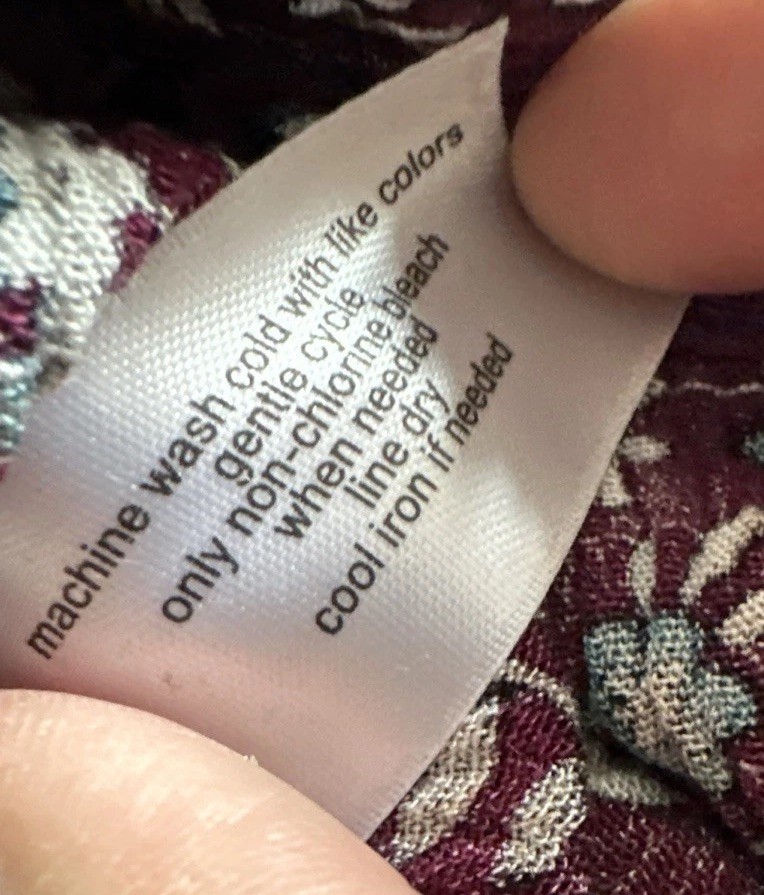 machine wash cold with like colors
gentle cycle
only non-chlorine bleach
when needed
line dry
cool iron if needed